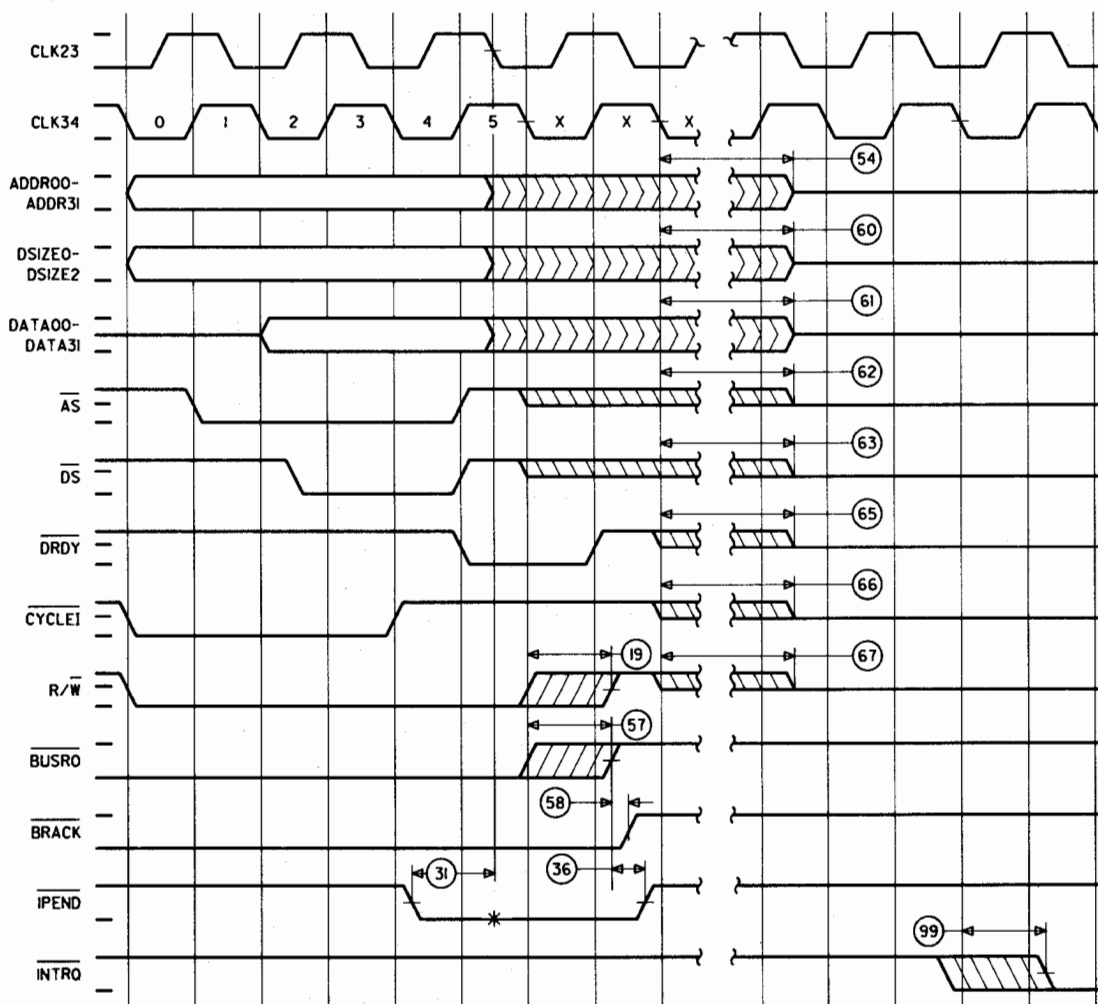 CLK23
CLK34 0 1 2 3 4 5 X X X
54
ADDR00-
ADDR31
60
DSIZE0-
DSIZE2
61
DATA00-
DATA31
62
AS
63
DS
65
DRDY
66
CYCLEI
19 67
R/W
57
BUSRQ
58
BRACK
31 36
IPEND
99
INTRQ